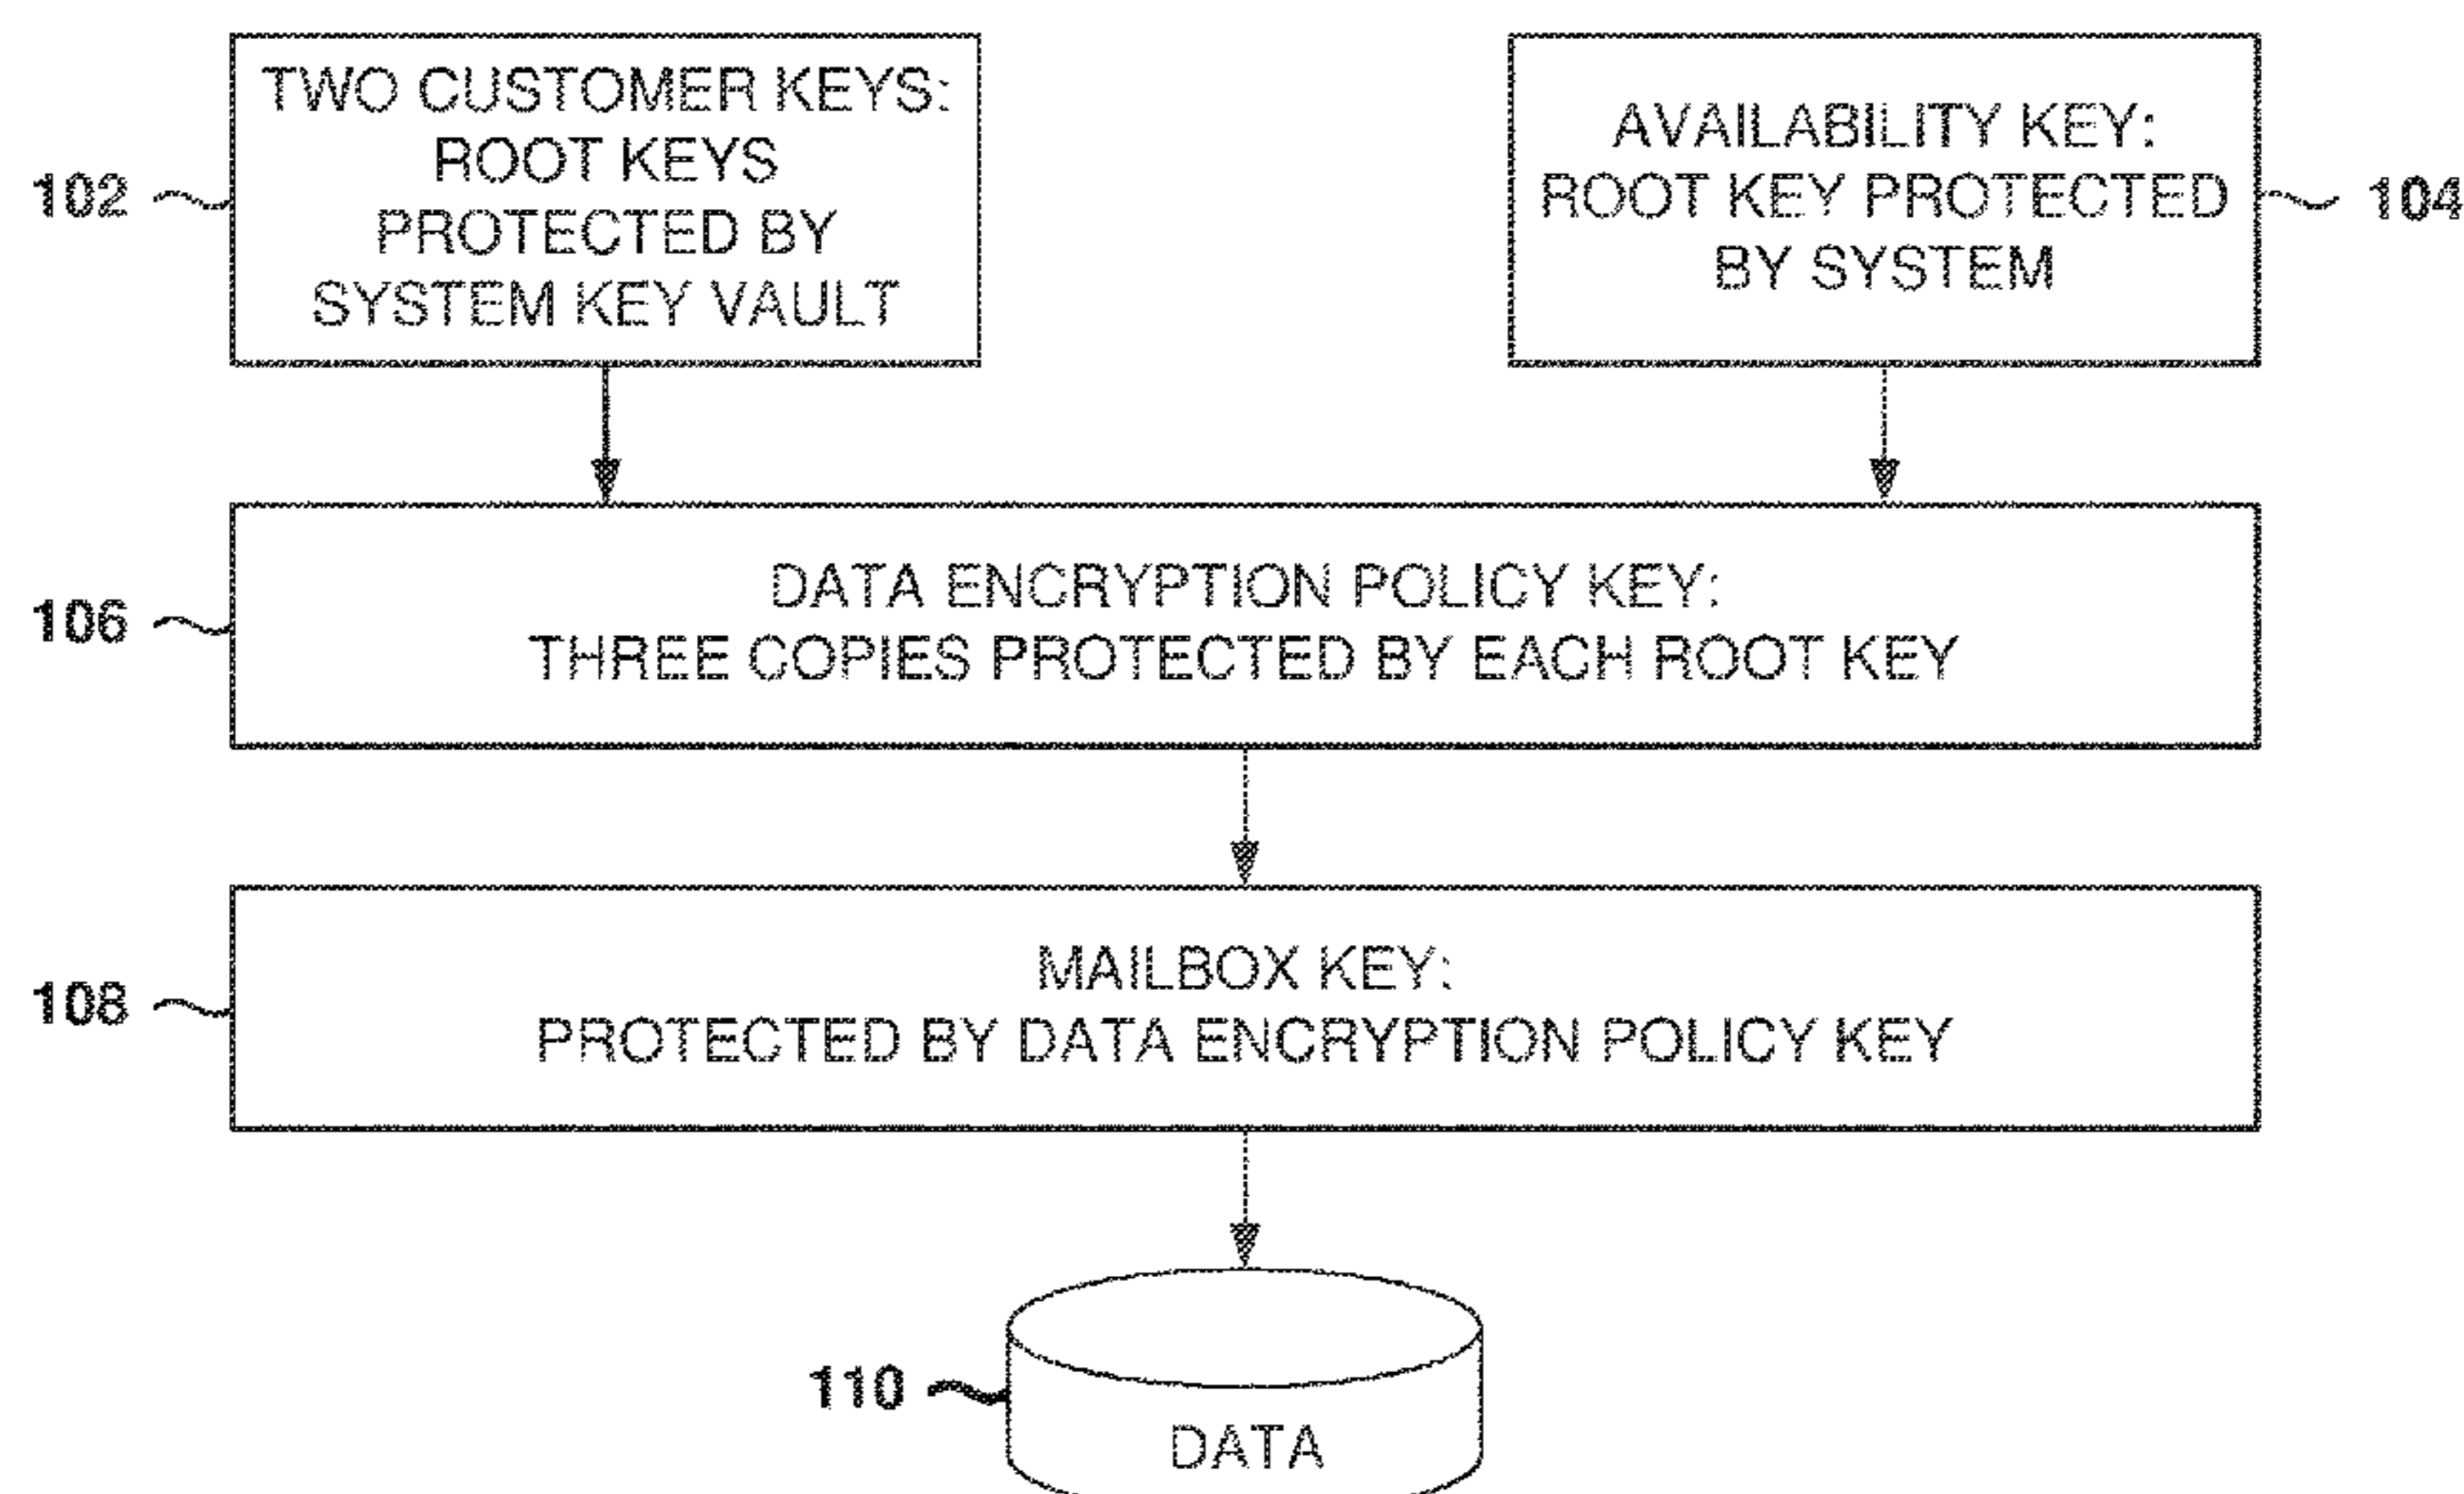 TWO CUSTOMER KEYS:
ROOT KEYS
PROTECTED BY
SYSTEM KEY VAULT
102
AVAILABILITY KEY:
ROOT KEY PROTECTED
BY SYSTEM
104
DATA ENCRYPTION POLICY KEY:
THREE COPIES PROTECTED BY EACH ROOT KEY
106
MAILBOX KEY:
PROTECTED BY DATA ENCRYPTION POLICY KEY
108
110
DATA